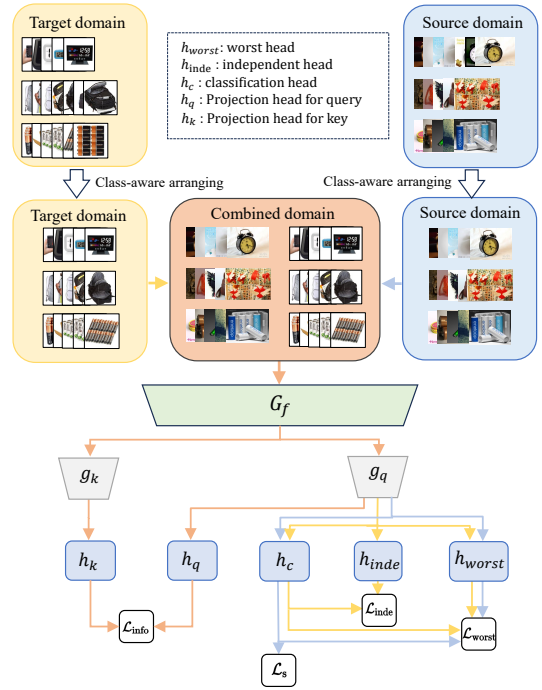 Target domain
Source domain
h_worst: worst head
h_inde : independent head
h_c : classification head
h_q : Projection head for query
h_k : Projection head for key
Class-aware arranging
Class-aware arranging
Target domain
Combined domain
Source domain
G_f
g_k
g_q
h_k
h_q
h_c
h_inde
h_worst
ℒ_info
ℒ_inde
ℒ_worst
ℒ_s